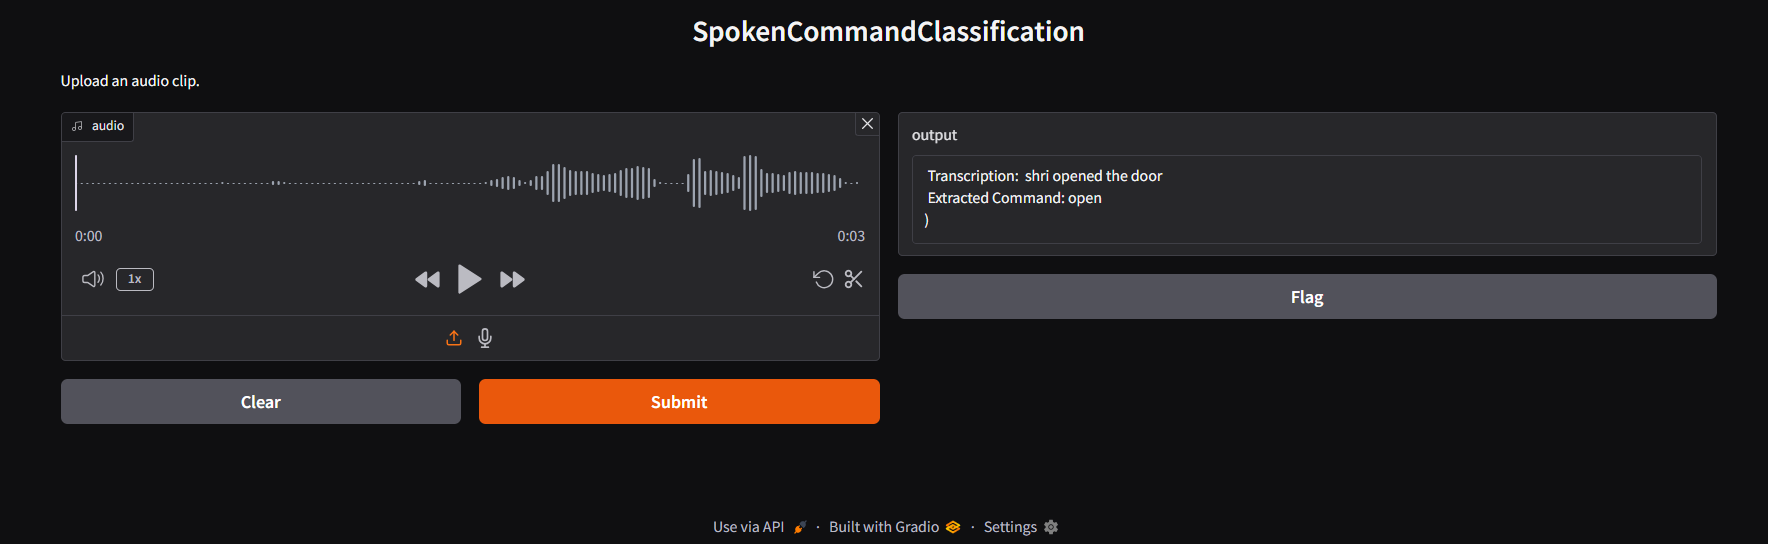 SpokenCommandClassification
Upload an audio clip.
audio
0:00
0:03
1x
Clear
Submit
output
Transcription: shri opened the door
Extracted Command: open
)
Flag
Use via API · Built with Gradio · Settings